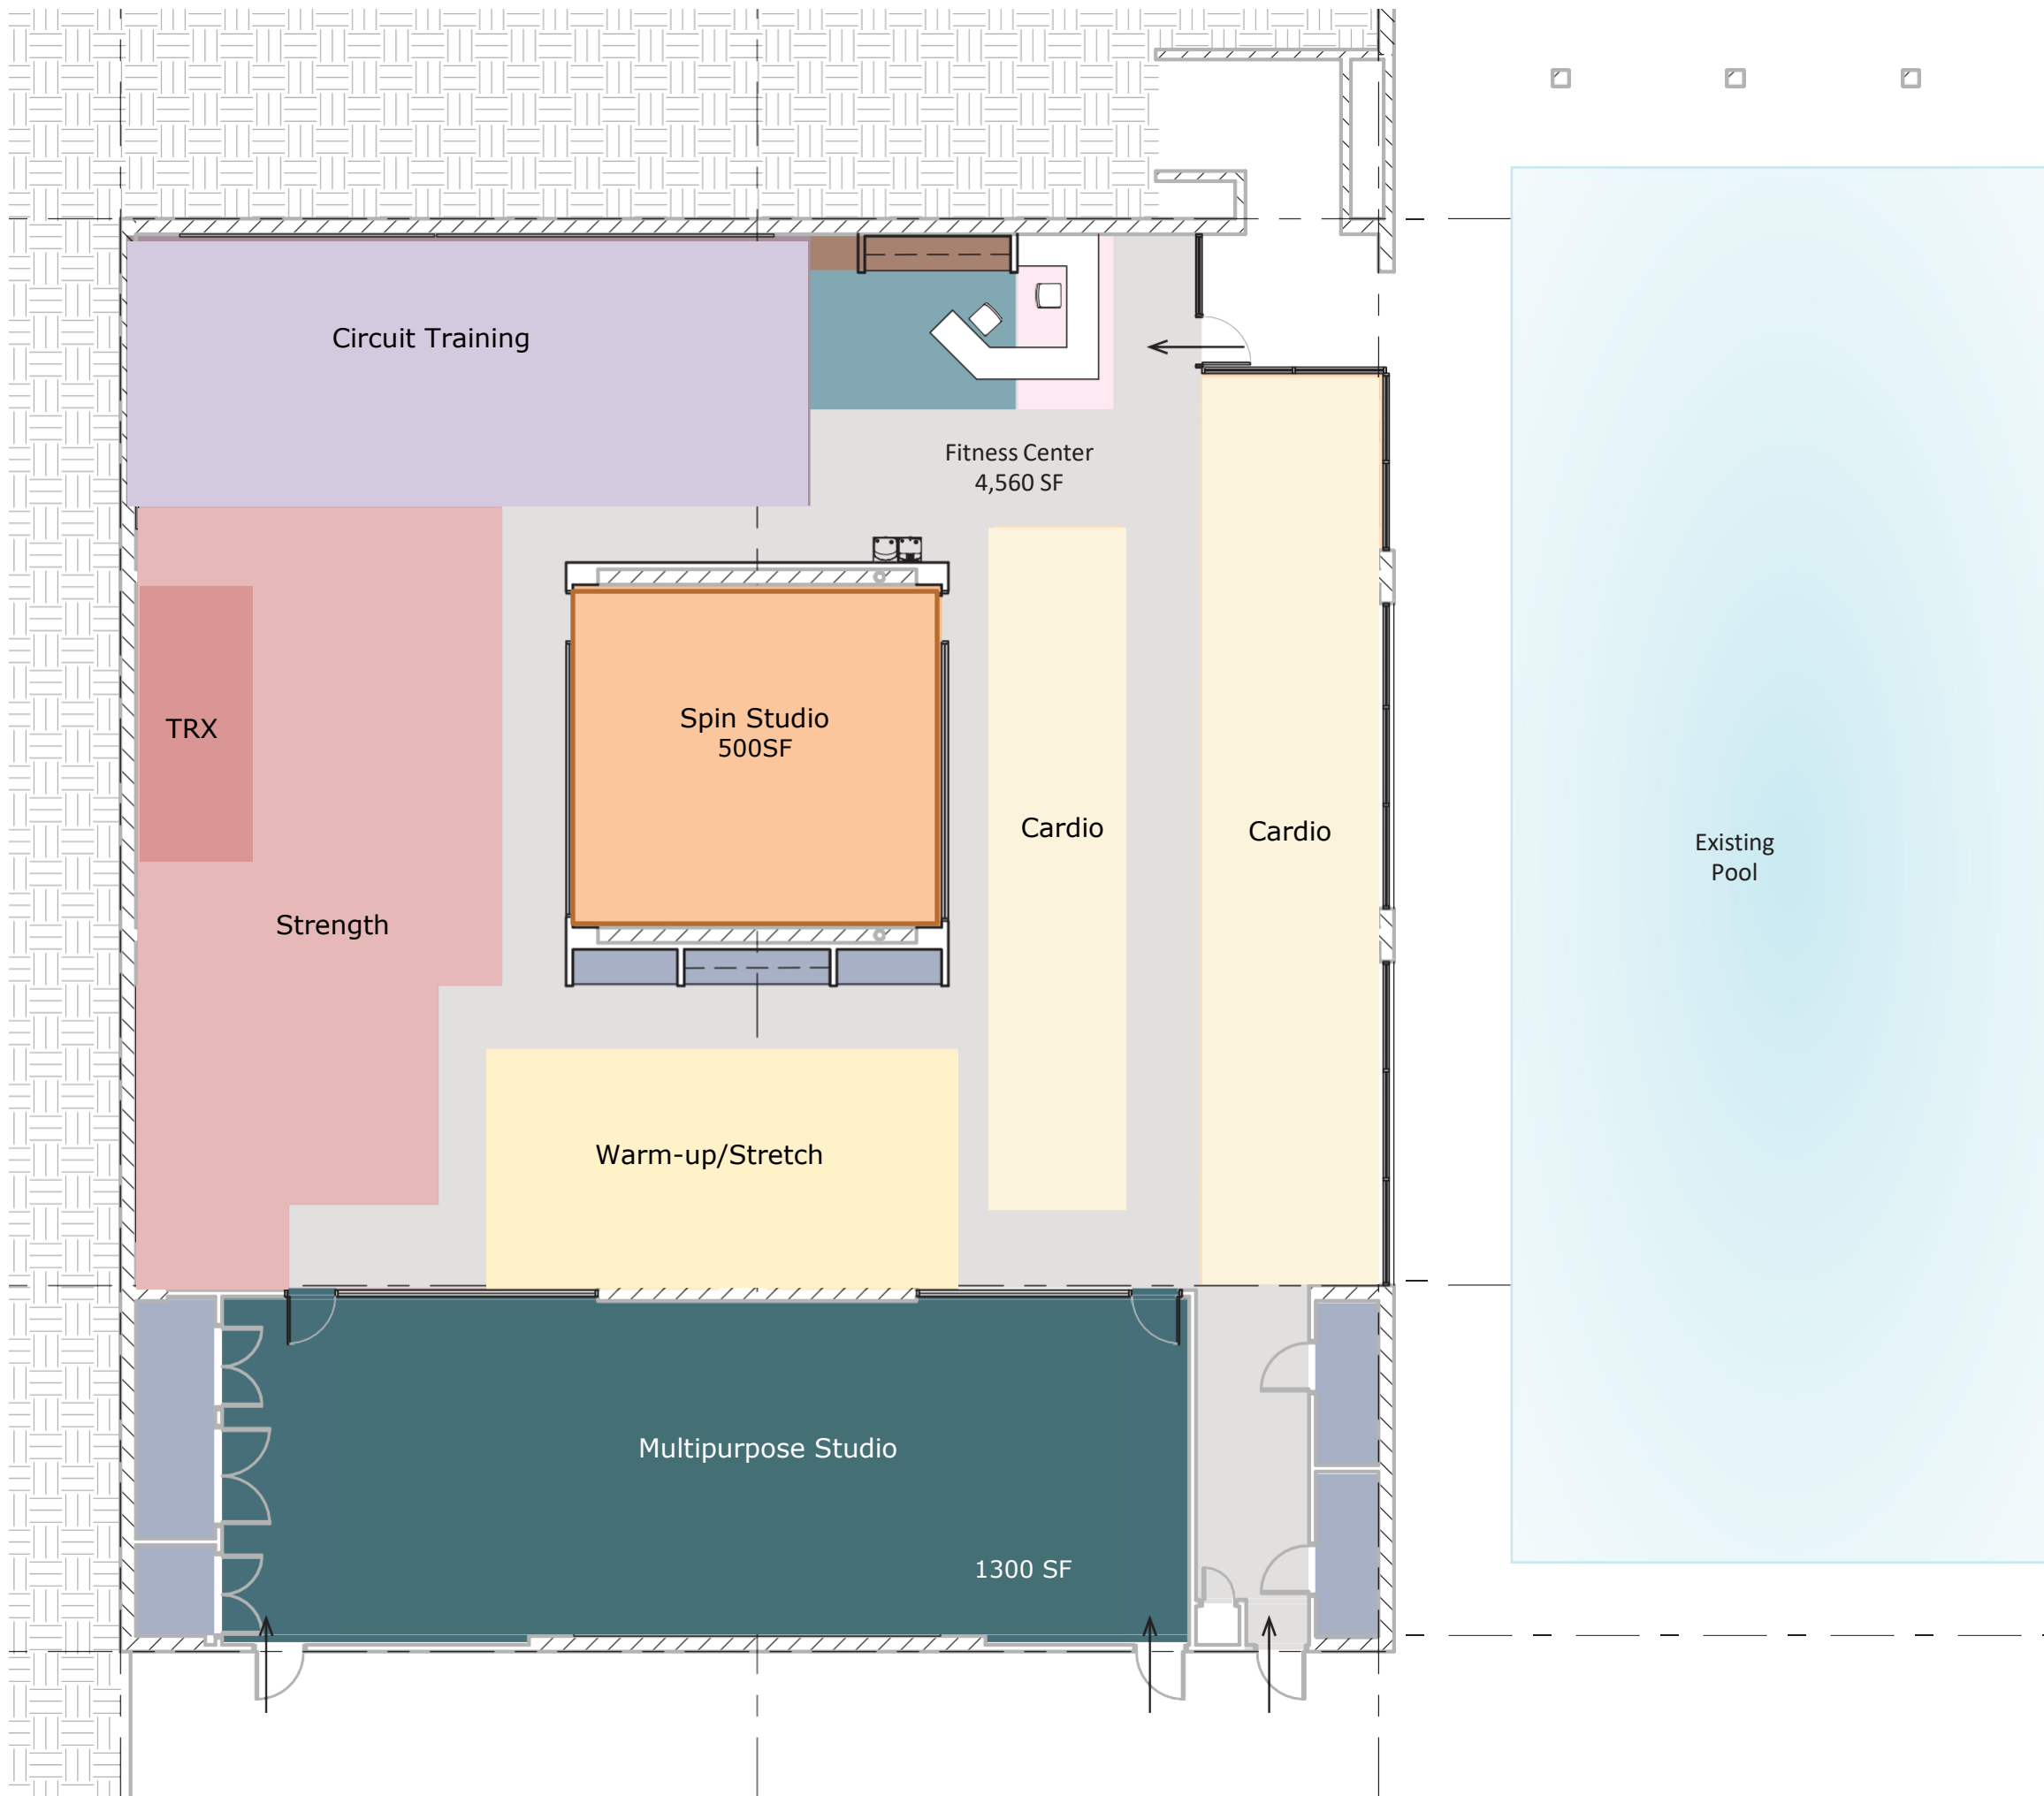 Circuit Training
Fitness Center
4,560 SF
TRX
Spin Studio
500SF
Cardio
Cardio
Existing
Pool
Strength
Warm-up/Stretch
Multipurpose Studio
1300 SF